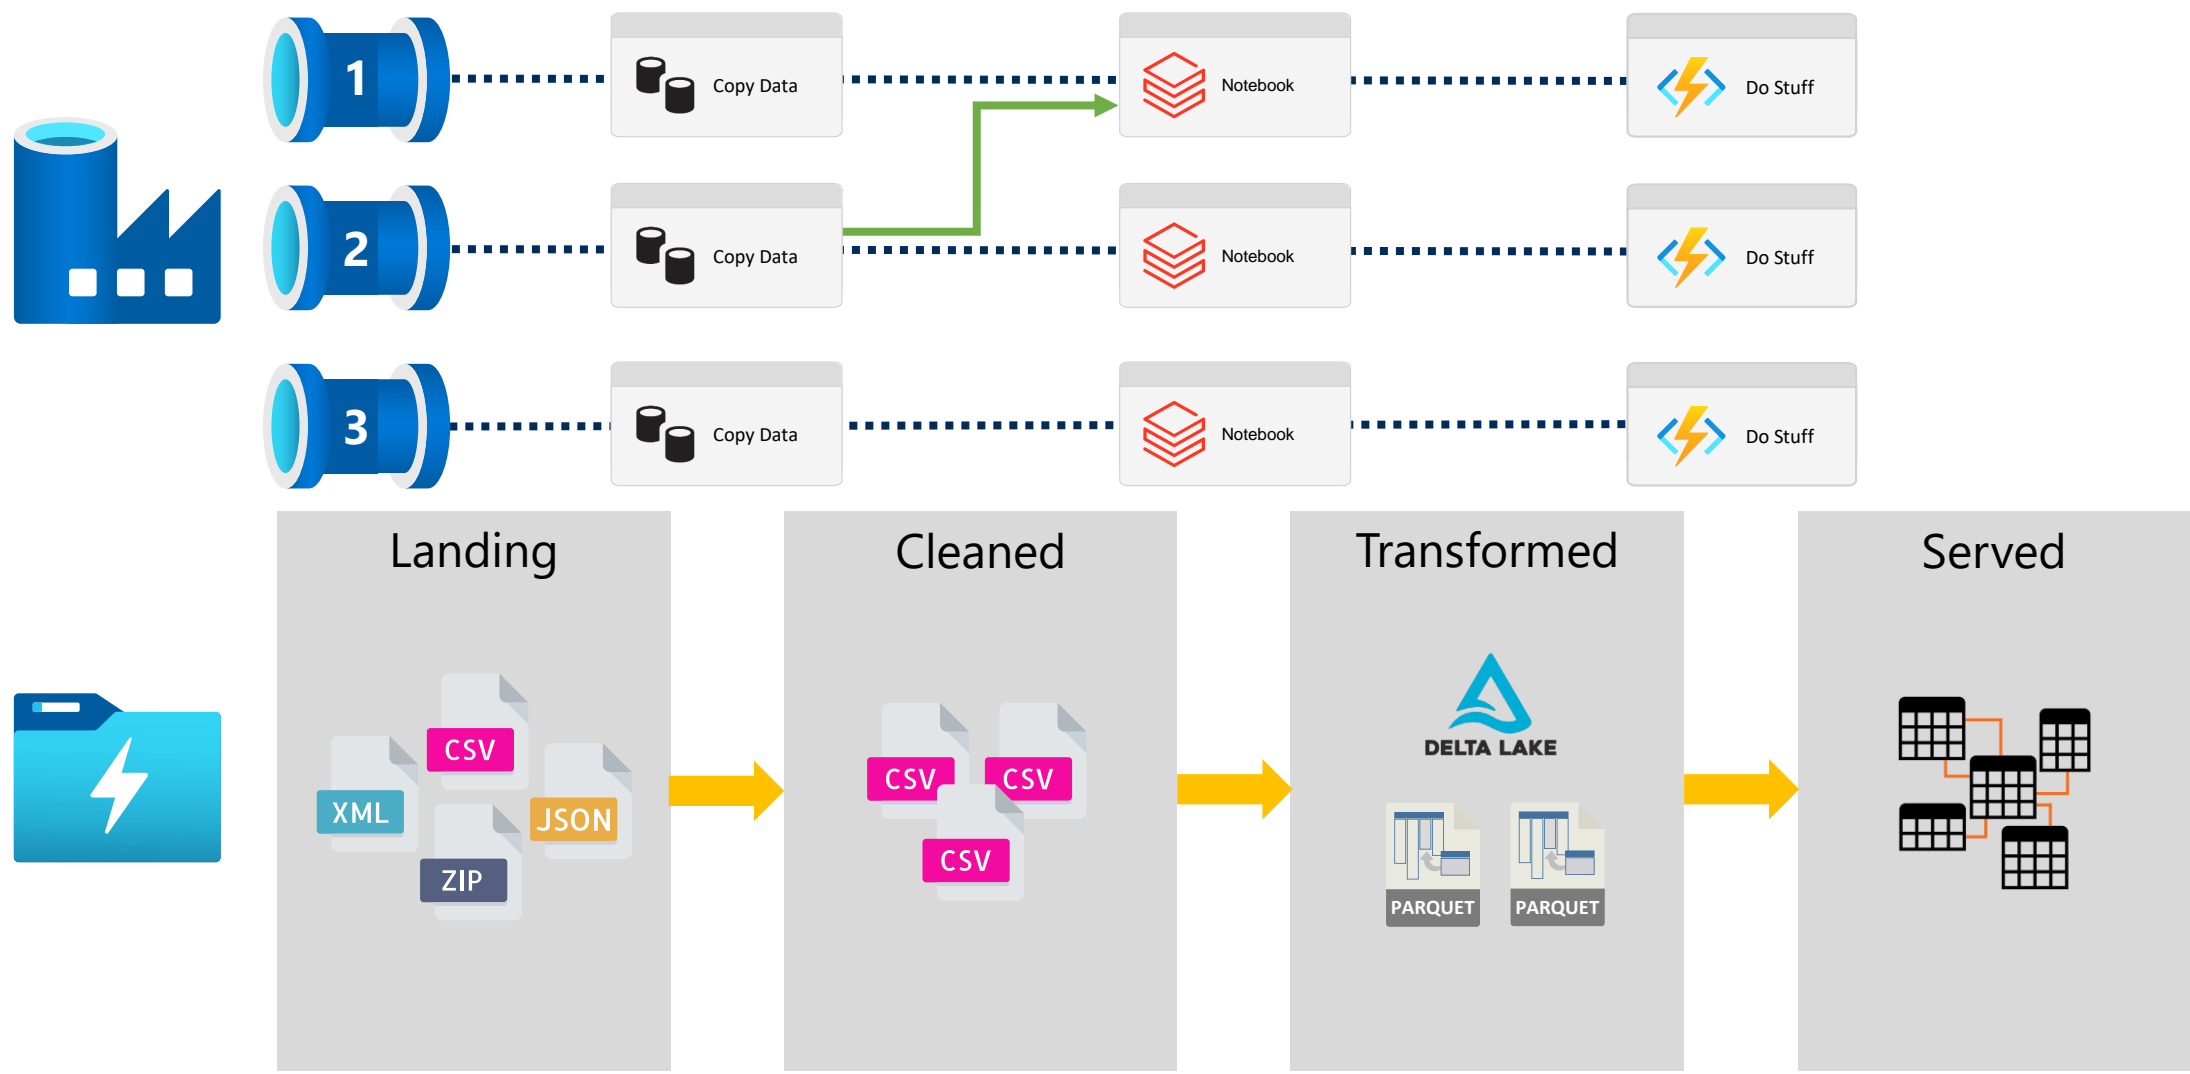 1
Copy Data
Notebook
Do Stuff
2
Copy Data
Notebook
Do Stuff
3
Copy Data
Notebook
Do Stuff
Landing
Cleaned
Transformed
Served
XML
CSV
JSON
ZIP
CSV
CSV
CSV
DELTA LAKE
PARQUET
PARQUET